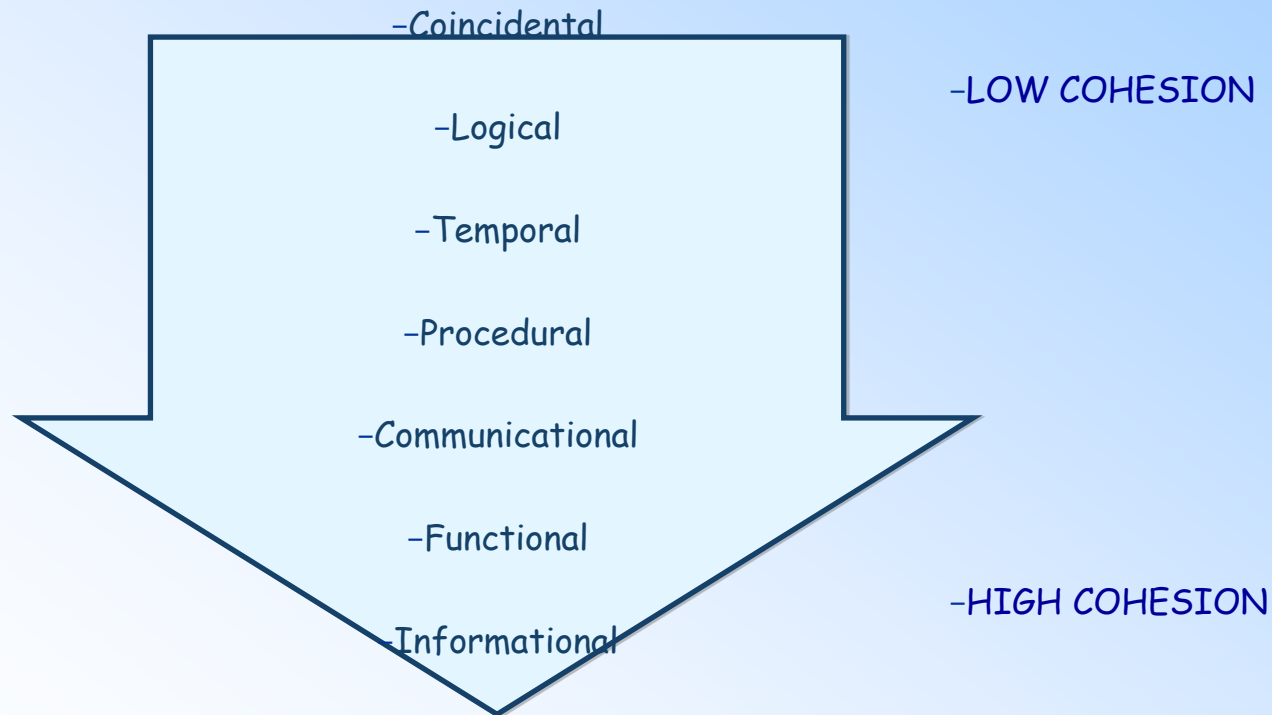 –Coincidental
–LOW COHESION
–Logical
–Temporal
–Procedural
–Communicational
–Functional
–HIGH COHESION
–Informational